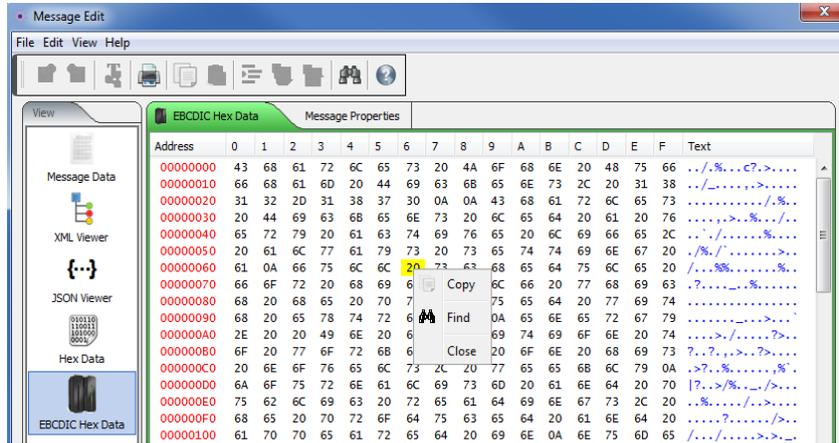 Message Edit
File Edit View Help
View
EBCDIC Hex Data
Message Properties
Address 0 1 2 3 4 5 6 7 8 9 A B C D E F Text
00000000 43 68 61 72 6C 65 73 20 4A 6F 68 6E 20 48 75 66 ../.%...c?.>....
00000010 66 68 61 6D 20 44 69 63 6B 65 6E 73 2C 20 31 38 ../_....,.>.....
00000020 31 32 2D 31 38 37 30 0A 0A 43 68 61 72 6C 65 73 .........../.%..
00000030 20 44 69 63 6B 65 6E 73 20 6C 65 64 20 61 20 76 ....,.>..%.../..
00000040 65 72 79 20 61 63 74 69 76 65 20 6C 69 66 65 2C ..`./......%....
00000050 20 61 6C 77 61 79 73 20 73 65 74 74 69 6E 67 20 ./%./`.......>..
00000060 61 0A 66 75 6C 6C 20 73 63 68 65 64 75 6C 65 20 /...%%.......%..
00000070 66 6F 72 20 68 69 6C 66 20 77 68 69 63 .?....._..%.....
00000080 68 20 68 65 20 70 75 65 64 20 77 69 74
00000090 68 20 65 78 74 72 0A 65 6E 65 72 67 79
000000A0 2E 20 20 49 6E 20 69 74 69 6F 6E 20 74 ....>./.....?>..
000000B0 6F 20 77 6F 72 6B 20 6F 6E 20 68 69 73 ?..?.,.>..?>....
000000C0 20 6E 6F 76 65 6C 73 2C 20 77 65 65 6B 6C 79 0A .>?..%......,%`.
000000D0 6A 6F 75 72 6E 61 6C 69 73 6D 20 61 6E 64 20 70 |?..>/%.._./>...
000000E0 75 62 6C 69 63 20 72 65 61 64 69 6E 67 73 2C 20 ..%...../..>....
000000F0 68 65 20 70 72 6F 64 75 63 65 64 20 61 6E 64 20 .....?....../>..
00000100 61 70 70 65 61 72 65 64 20 69 6E 0A 6E 75 6D 65 /.../.....>.>._.
Message Data
XML Viewer
{···}
JSON Viewer
Hex Data
EBCDIC Hex Data
Copy
Find
Close